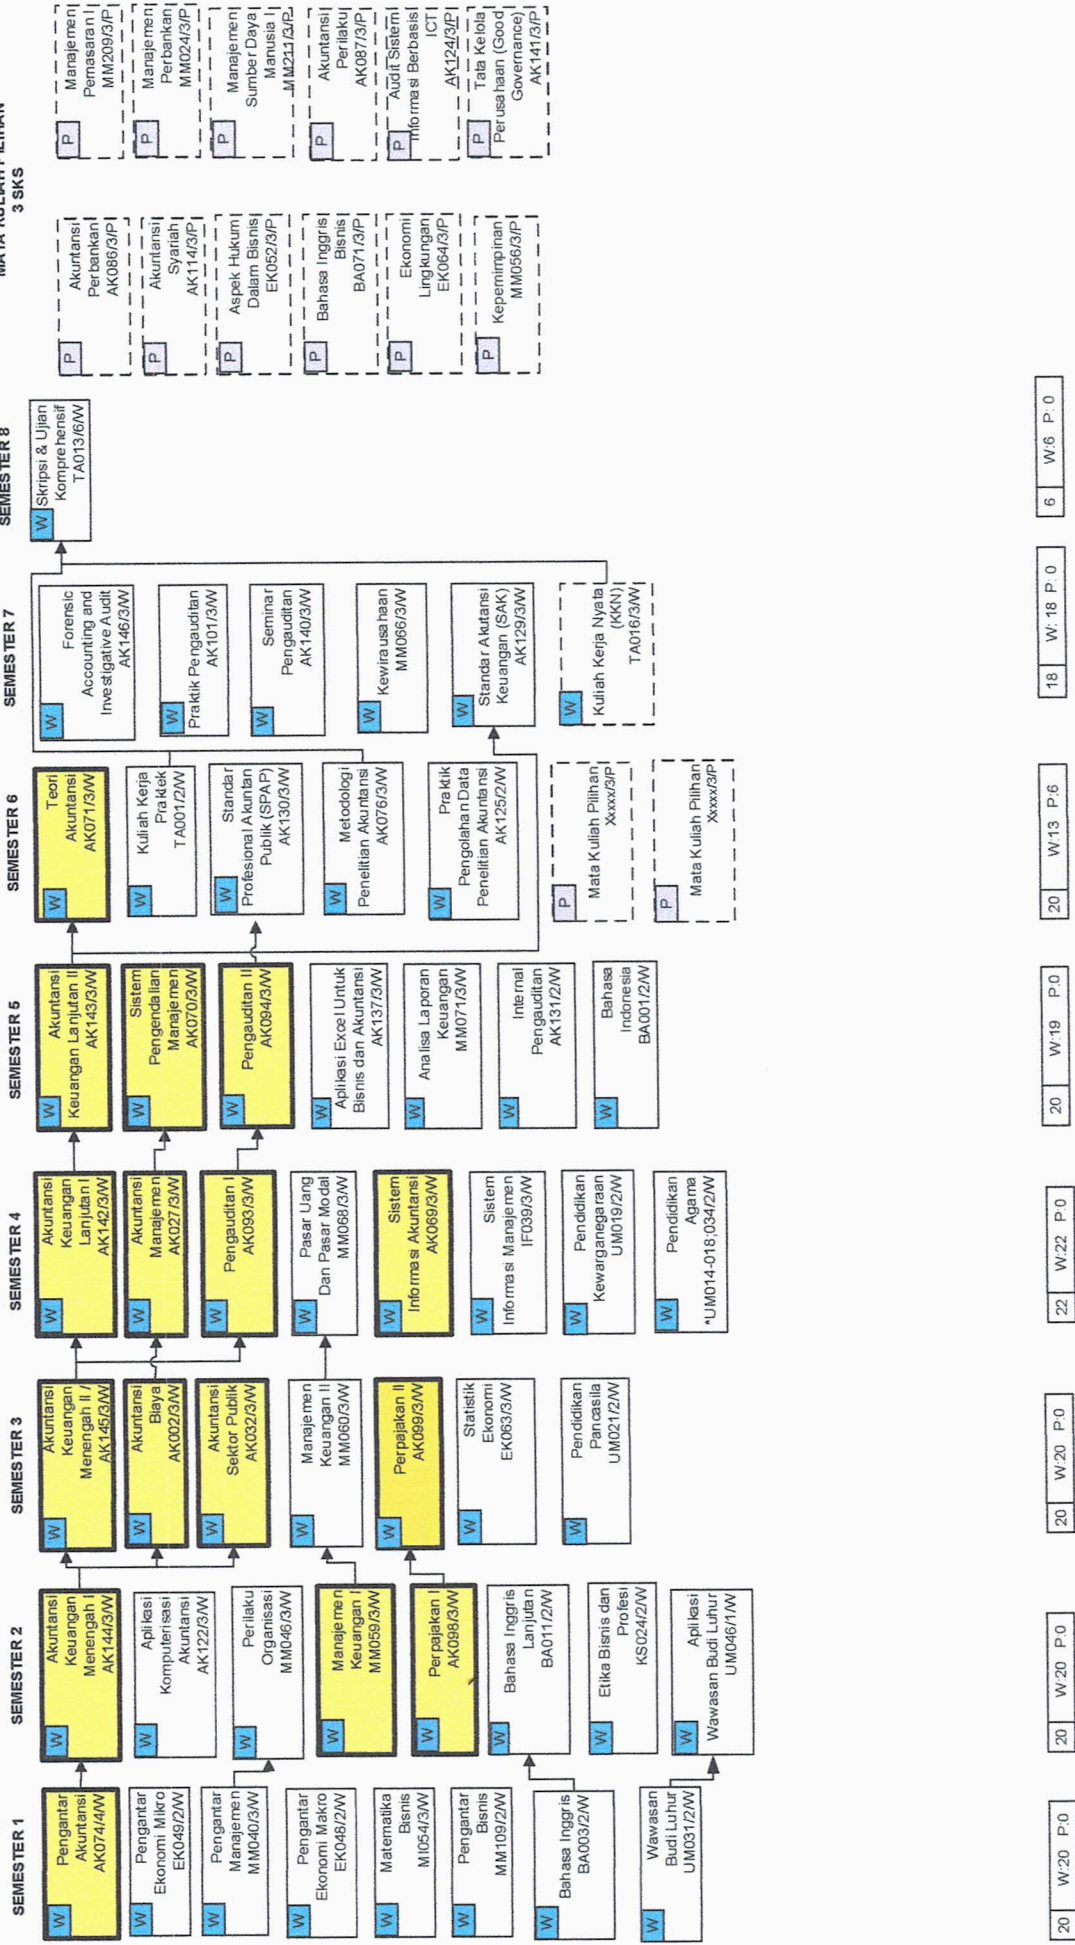 SEMESTER 1
W
Pengantar
Akuntansi
AK074/4/W
W
Pengantar
Ekonomi Mikro
EK049/2/W
W
Pengantar
Manajemen
MM040/3/W
W
Pengantar
Ekonomi Makro
EK048/2/W
W
Matematika
Bisnis
MI054/3/W
W
Pengantar
Bisnis
MM109/2/W
W
Bahasa Inggris
BA003/2/W
W
Wawasan
Budi Luhur
UM031/2/W
20 W:20 P:0
SEMESTER 2
W
Akuntansi
Keuangan
Menengah I
AK144/3/W
W
Aplikasi
Komputerisasi
Akuntansi
AK122/3/W
W
Perilaku
Organisasi
MM046/3/W
W
Manajemen
Keuangan I
MM059/3/W
W
Perpajakan I
AK098/3/W
W
Bahasa Inggris
Lanjutan
BA011/2/W
W
Etika Bisnis dan
Profesi
KS024/2/W
W
Aplikasi
Wawasan Budi Luhur
UM046/1/W
20 W:20 P:0
SEMESTER 3
W
Akuntansi
Keuangan
Menengah II /
AK145/3/W
W
Akuntansi
Biaya
AK002/3/W
W
Akuntansi
Sektor Publik
AK032/3/W
W
Manajemen
Keuangan II
MM060/3/W
W
Perpajakan II
AK099/3/W
W
Statistik
Ekonomi
EK063/3/W
W
Pendidikan
Pancasila
UM021/2/W
20 W:20 P:0
SEMESTER 4
W
Akuntansi
Keuangan
Lanjutan I
AK142/3/W
W
Akuntansi
Manajemen
AK027/3/W
W
Pengauditan I
AK093/3/W
W
Pasar Uang
Dan Pasar Modal
MM068/3/W
W
Sistem
Informasi Akuntansi
AK069/3/W
W
Sistem
Informasi Manajemen
IF039/3/W
W
Pendidikan
Kewarganegaraan
UM019/2/W
W
Pendidikan
Agama
*UM014-018;034/2/W
22 W:22 P:0
SEMESTER 5
W
Akuntansi
Keuangan Lanjutan II
AK143/3/W
W
Sistem
Pengendalian
Manajemen
AK070/3/W
W
Pengauditan II
AK094/3/W
W
Aplikasi Excel Untuk
Bisnis dan Akuntansi
AK137/3/W
W
Analisa Laporan
Keuangan
MM071/3/W
W
Internal
Pengauditan
AK131/2/W
W
Bahasa
Indonesia
BA001/2/W
20 W:19 P:0
SEMESTER 6
W
Teori
Akuntansi
AK071/3/W
W
Kuliah Kerja
Praktek
TA001/2/W
W
Standar
Profesional Akuntan
Publik (SPAP)
AK130/3/W
W
Metodologi
Penelitian Akuntansi
AK076/3/W
W
Praktik
Pengolahan Data
Penelitian Akuntansi
AK125/2/W
P
Mata Kuliah Pilihan
Xxxxx/3/P
P
Mata Kuliah Pilihan
Xxxxx/3/P
20 W:13 P:6
SEMESTER 7
W
Forensic
Accounting and
Investigative Audit
AK146/3/W
W
Praktik Pengauditan
AK101/3/W
W
Seminar
Pengauditan
AK140/3/W
W
Kewirausahaan
MM066/3/W
W
Standar Akutansi
Keuangan (SAK)
AK129/3/W
W
Kuliah Kerja Nyata
(KKN)
TA016/3/W
18 W: 18 P: 0
SEMESTER 8
W
Skripsi & Ujian
Komprehensif
TA013/6/W
6 W:6 P: 0
MATA KULIAH PILIHAN
3 SKS
P
Akuntansi
Perbankan
AK086/3/P
P
Akuntansi
Syariah
AK114/3/P
P
Aspek Hukum
Dalam Bisnis
EK052/3/P
P
Bahasa Inggris
Bisnis
BA071/3/P
P
Ekonomi
Lingkungan
EK064/3/P
P
Kepemimpinan
MM056/3/P
P
Manajemen
Pemasaran I
MM209/3/P
P
Manajemen
Perbankan
MM024/3/P
P
Manajemen
Sumber Daya
Manusia I
MM211/3/P
P
Akuntansi
Perilaku
AK087/3/P
P
Audit Sistem
Informasi Berbasis
ICT
AK124/3/P
P
Tata Kelola
Perusahaan (Good
Governance)
AK141/3/P